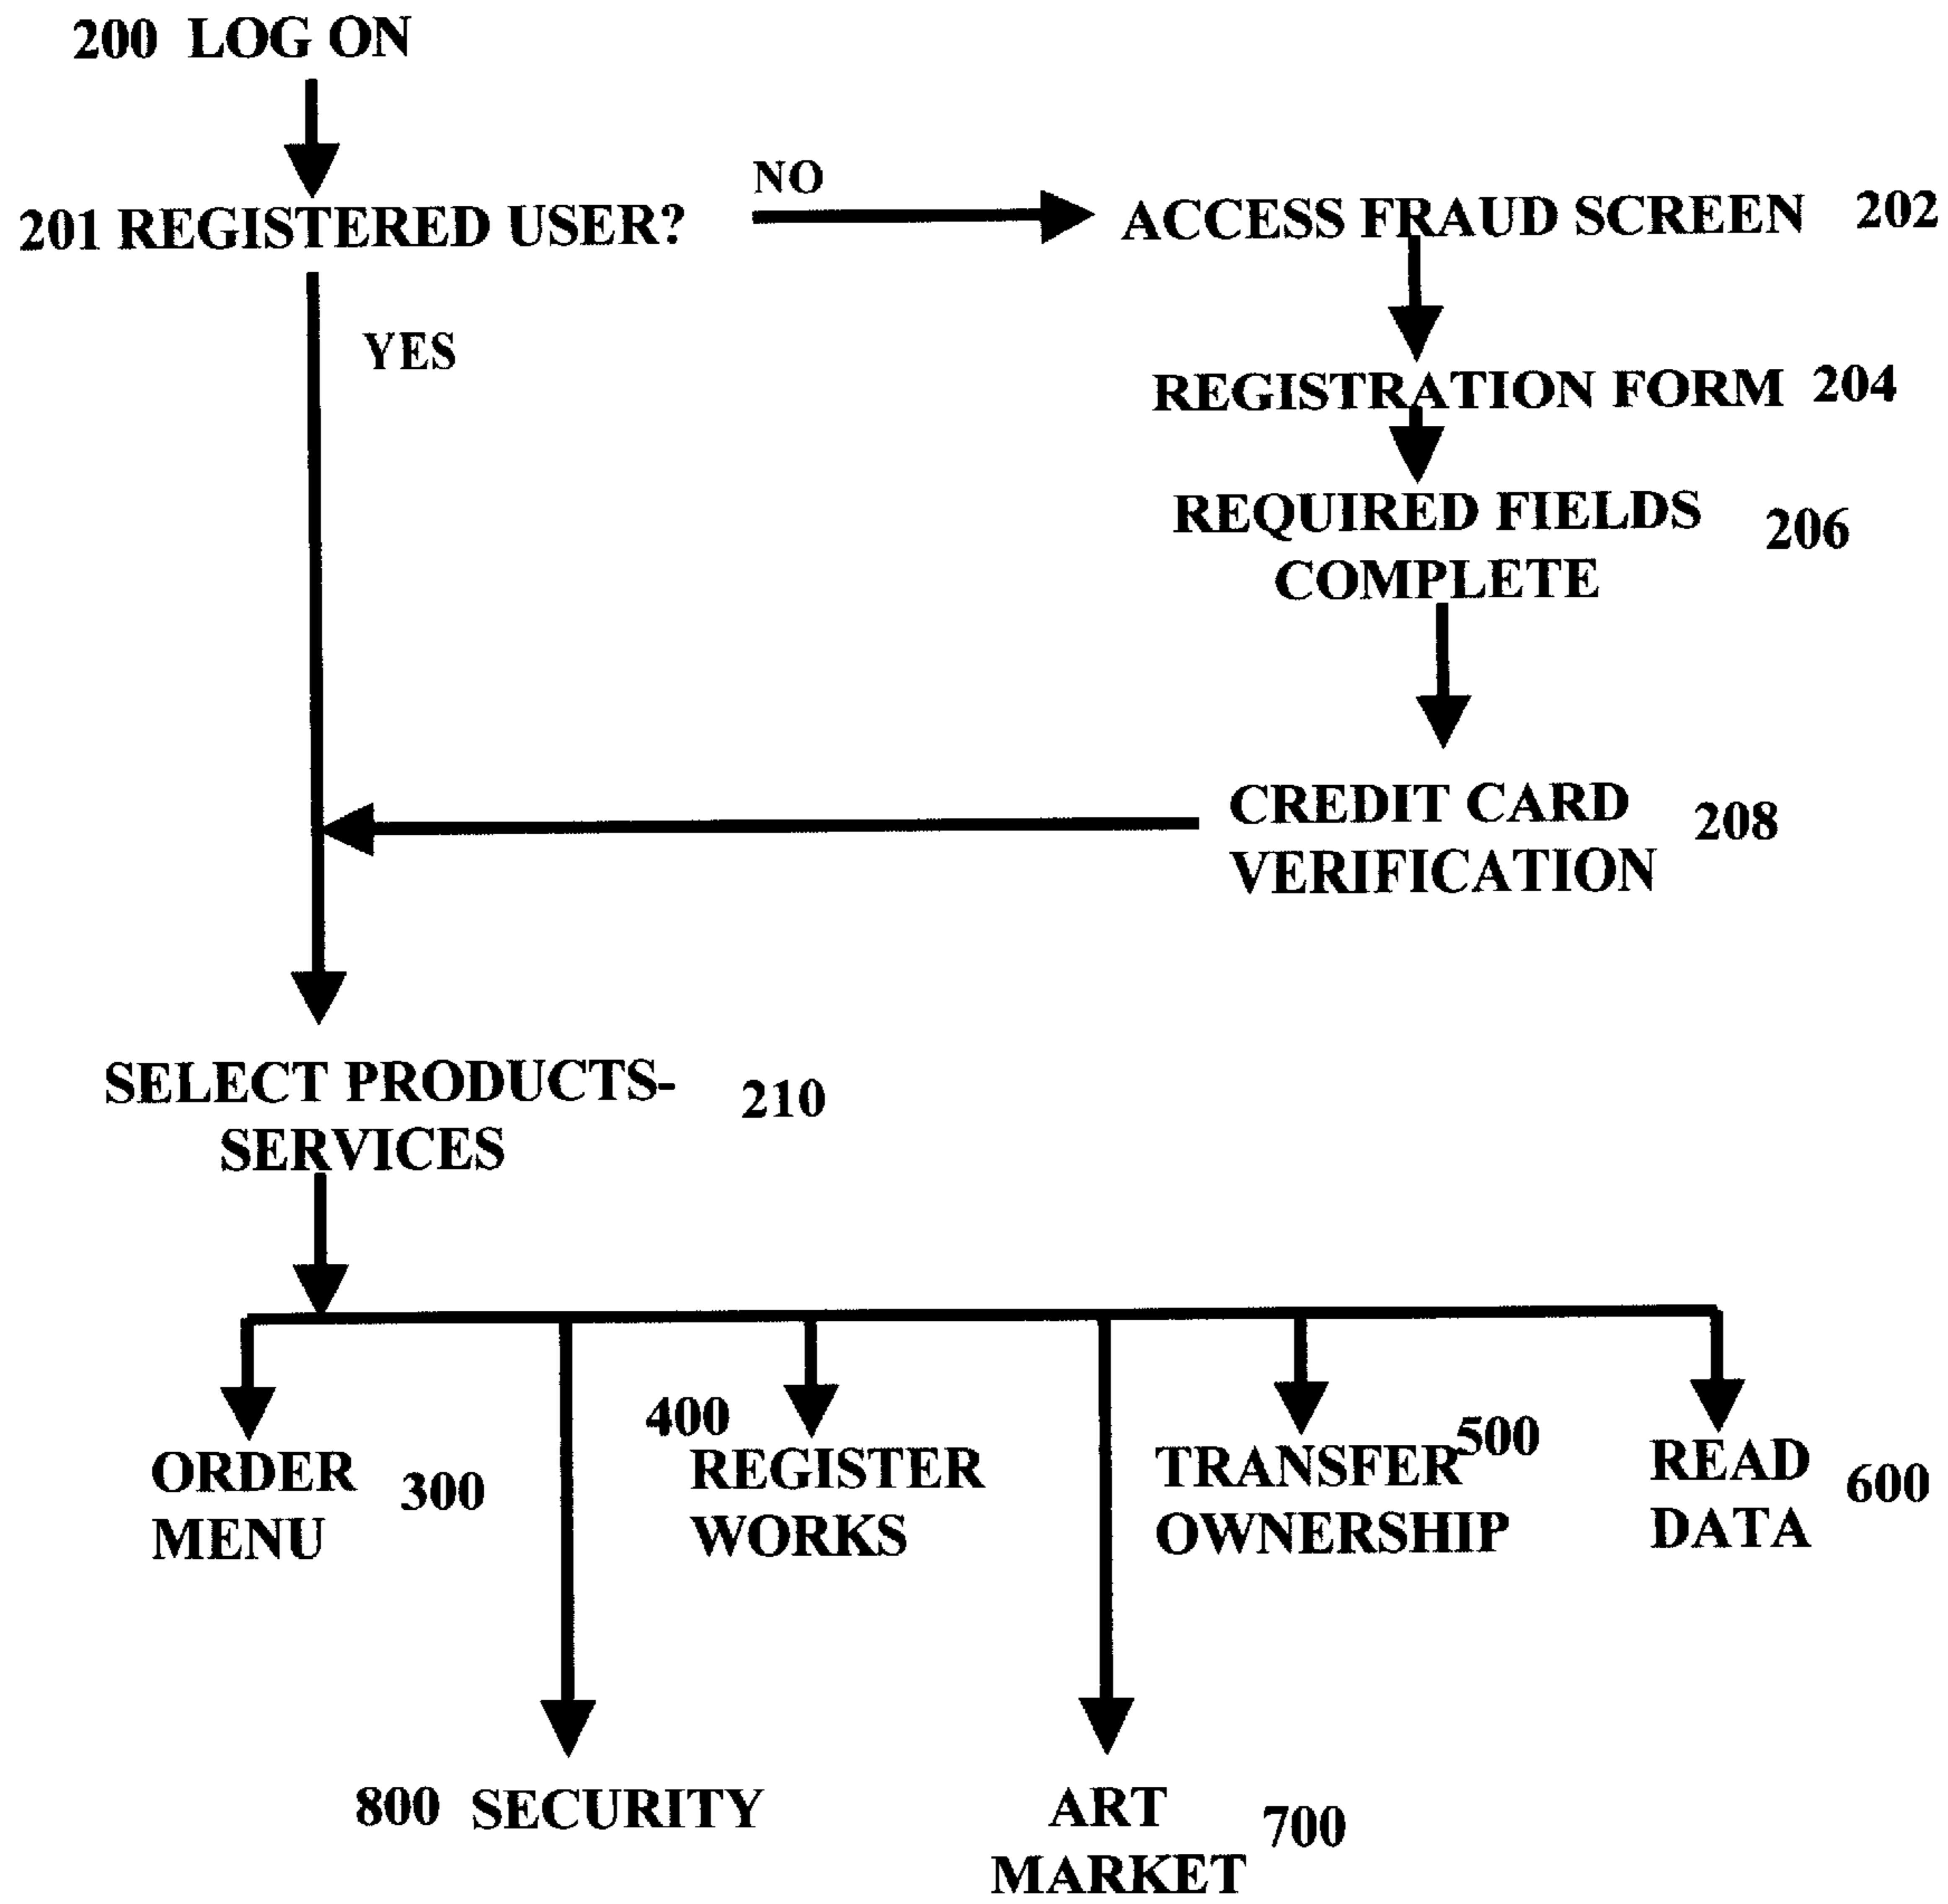 200 LOG ON
NO
201 REGISTERED USER?
ACCESS FRAUD SCREEN 202
YES
REGISTRATION FORM 204
REQUIRED FIELDS 206
COMPLETE
CREDIT CARD 208
VERIFICATION
SELECT PRODUCTS- 210
SERVICES
ORDER 300
MENU
400
REGISTER
WORKS
TRANSFER 500
OWNERSHIP
READ 600
DATA
800 SECURITY
ART 700
MARKET